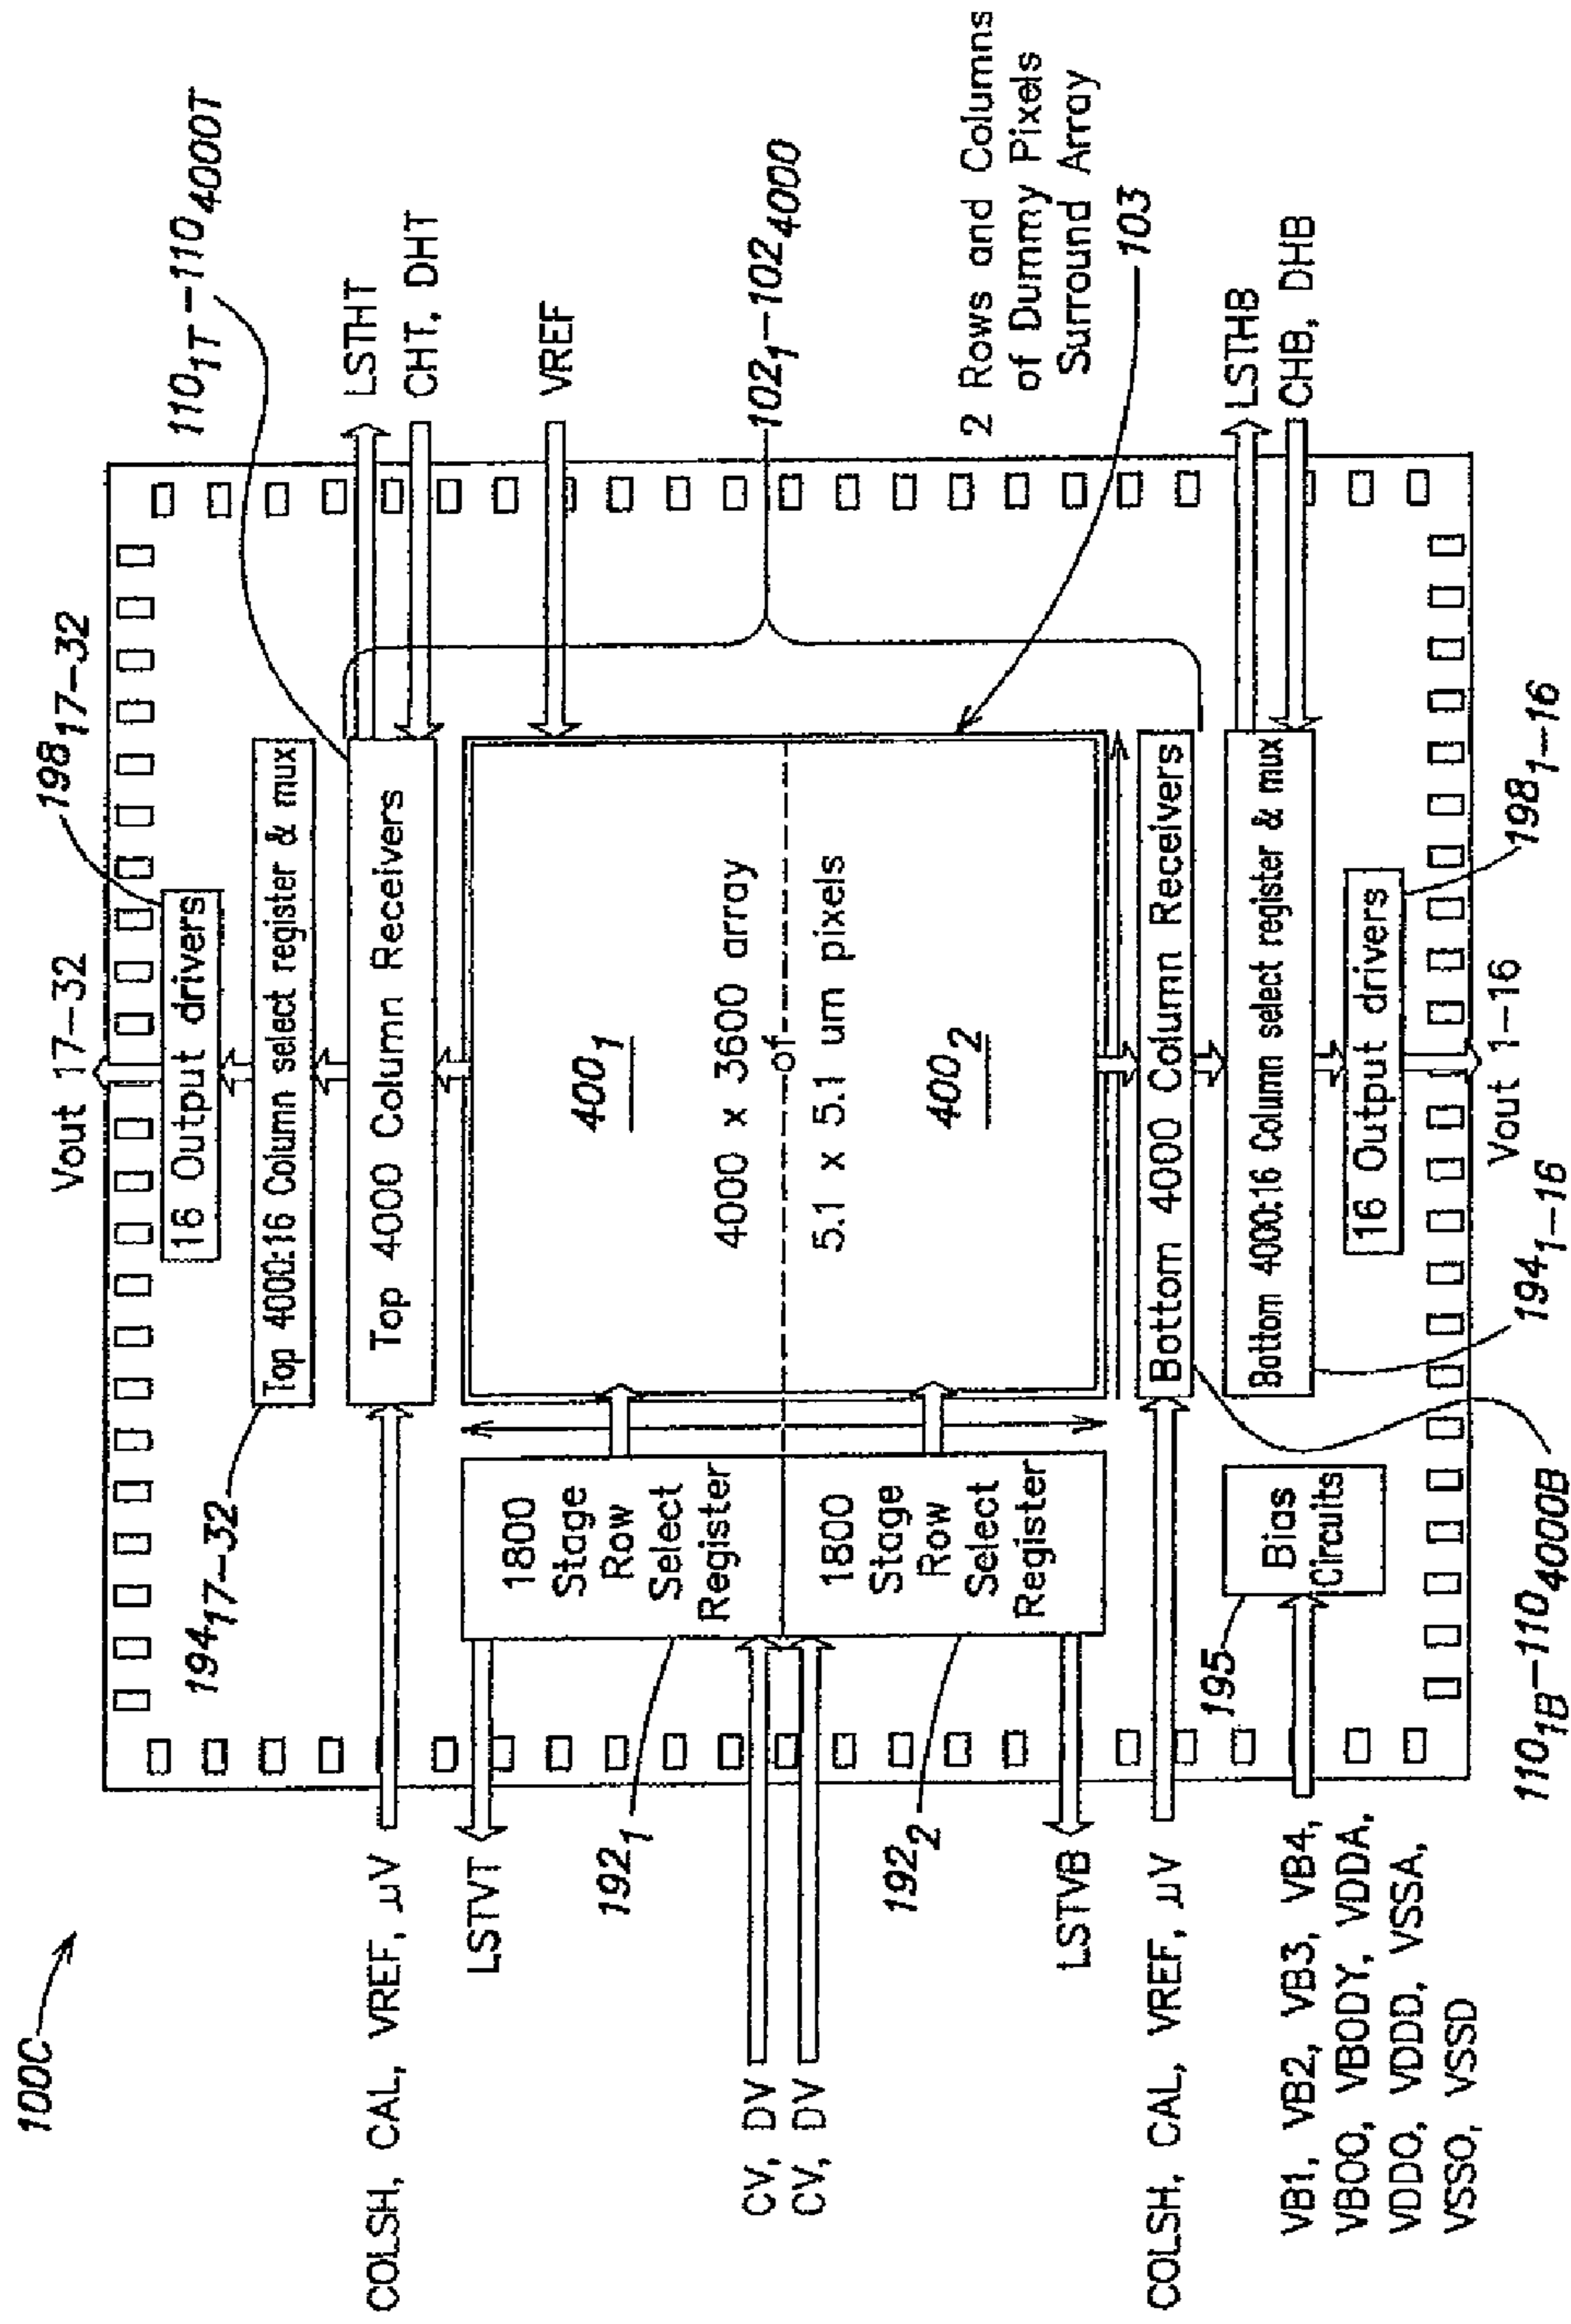 100C
Vout 17–32
198 17–32
110 1T –110 4000T
194 17–32
16 Output drivers
Top 4000:16 Column select register & mux
Top 4000 Column Receivers
LSTHT
CHT, DHT
COLSH, CAL, VREF, µV
LSTVT
VREF
192 1
1800
Stage
Row
Select
Register
400 1
4000 x 3600 array
of
5.1 x 5.1 um pixels
400 2
102 1 –102 4000
CV, DV
CV, DV
1800
Stage
Row
Select
Register
192 2
2 Rows and Columns
of Dummy Pixels
Surround Array
103
LSTVB
COLSH, CAL, VREF, µV
Bottom 4000 Column Receivers
Bottom 4000:16 Column select register & mux
LSTHB
CHB, DHB
195
Bias
Circuits
16 Output drivers
VB1, VB2, VB3, VB4,
VB00, VBODY, VDDA,
VDDO, VDDD, VSSA,
VSSO, VSSD
110 1B –110 4000B
194 1–16
Vout 1–16
198 1–16